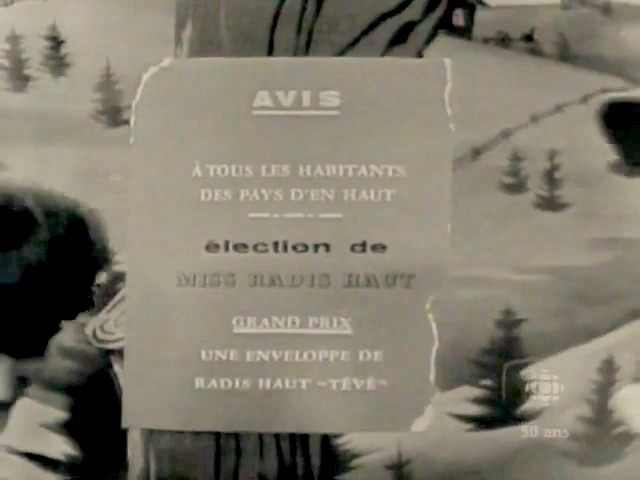 AVIS
À TOUS LES HABITANTS
DES PAYS D'EN HAUT
élection de
MISS RADIS HAUT
GRAND PRIX
UNE ENVELOPPE DE
RADIS HAUT "TÉVÉ"
50 ans